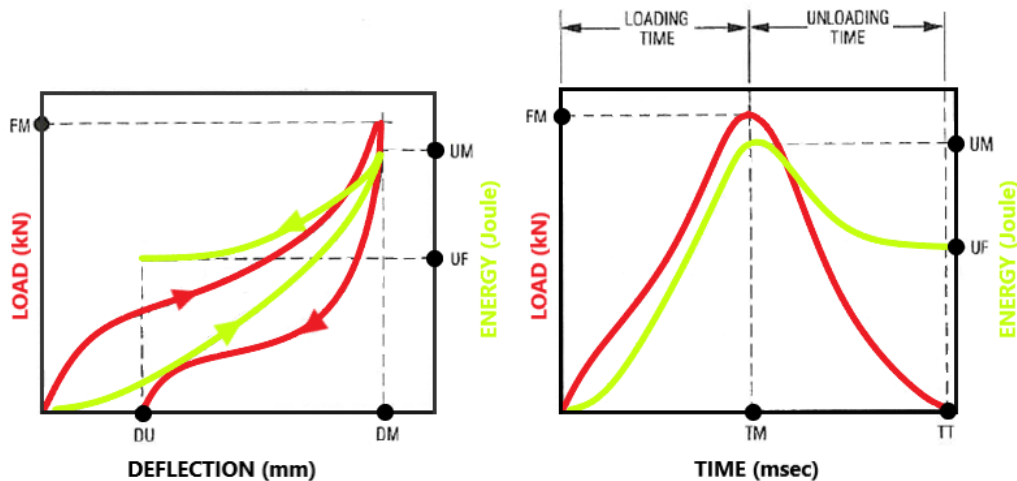 LOADING
TIME
UNLOADING
TIME
FM
UM
UF
LOAD (kN)
ENERGY (Joule)
DU
DM
DEFLECTION (mm)
FM
UM
UF
LOAD (kN)
ENERGY (Joule)
TM
TT
TIME (msec)